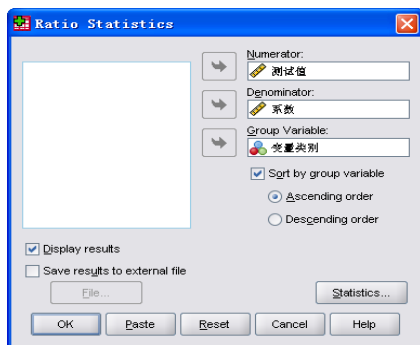 Ratio Statistics
Numerator:
测试值
Denominator:
系数
Group Variable:
变量类别
Sort by group variable
Ascending order
Descending order
Display results
Save results to external file
File...
Statistics...
OK
Paste
Reset
Cancel
Help